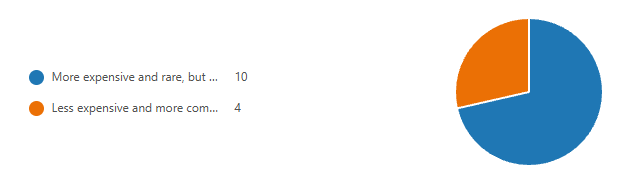 More expensive and rare, but ... 10
Less expensive and more com... 4